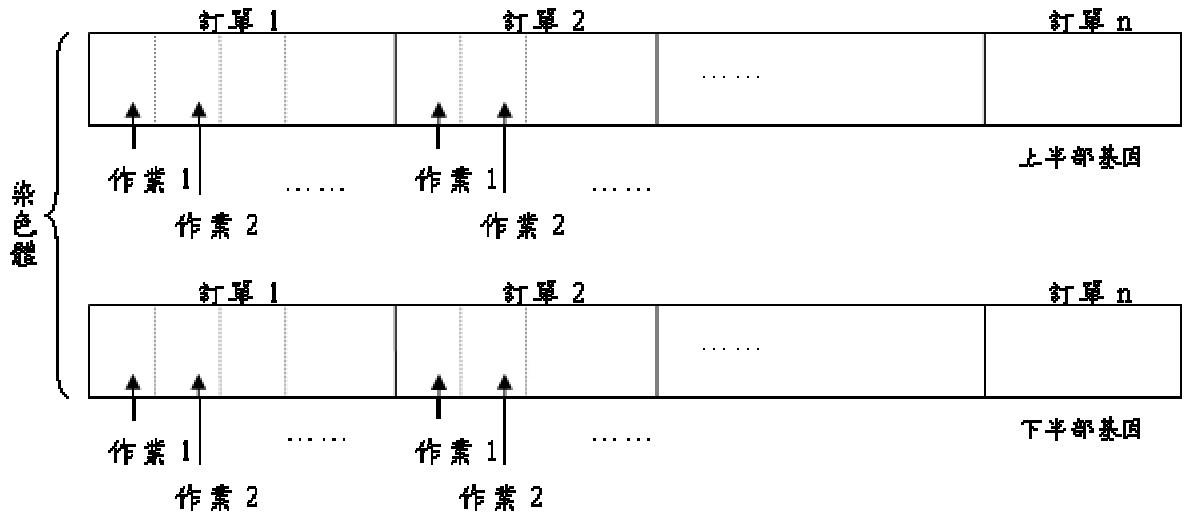 訂單 1 訂單 2 訂單 n
……
上半部基因
作業 1 …… 作業 1 ……
作業 2 作業 2
染色體
訂單 1 訂單 2 訂單 n
……
下半部基因
作業 1 …… 作業 1 ……
作業 2 作業 2